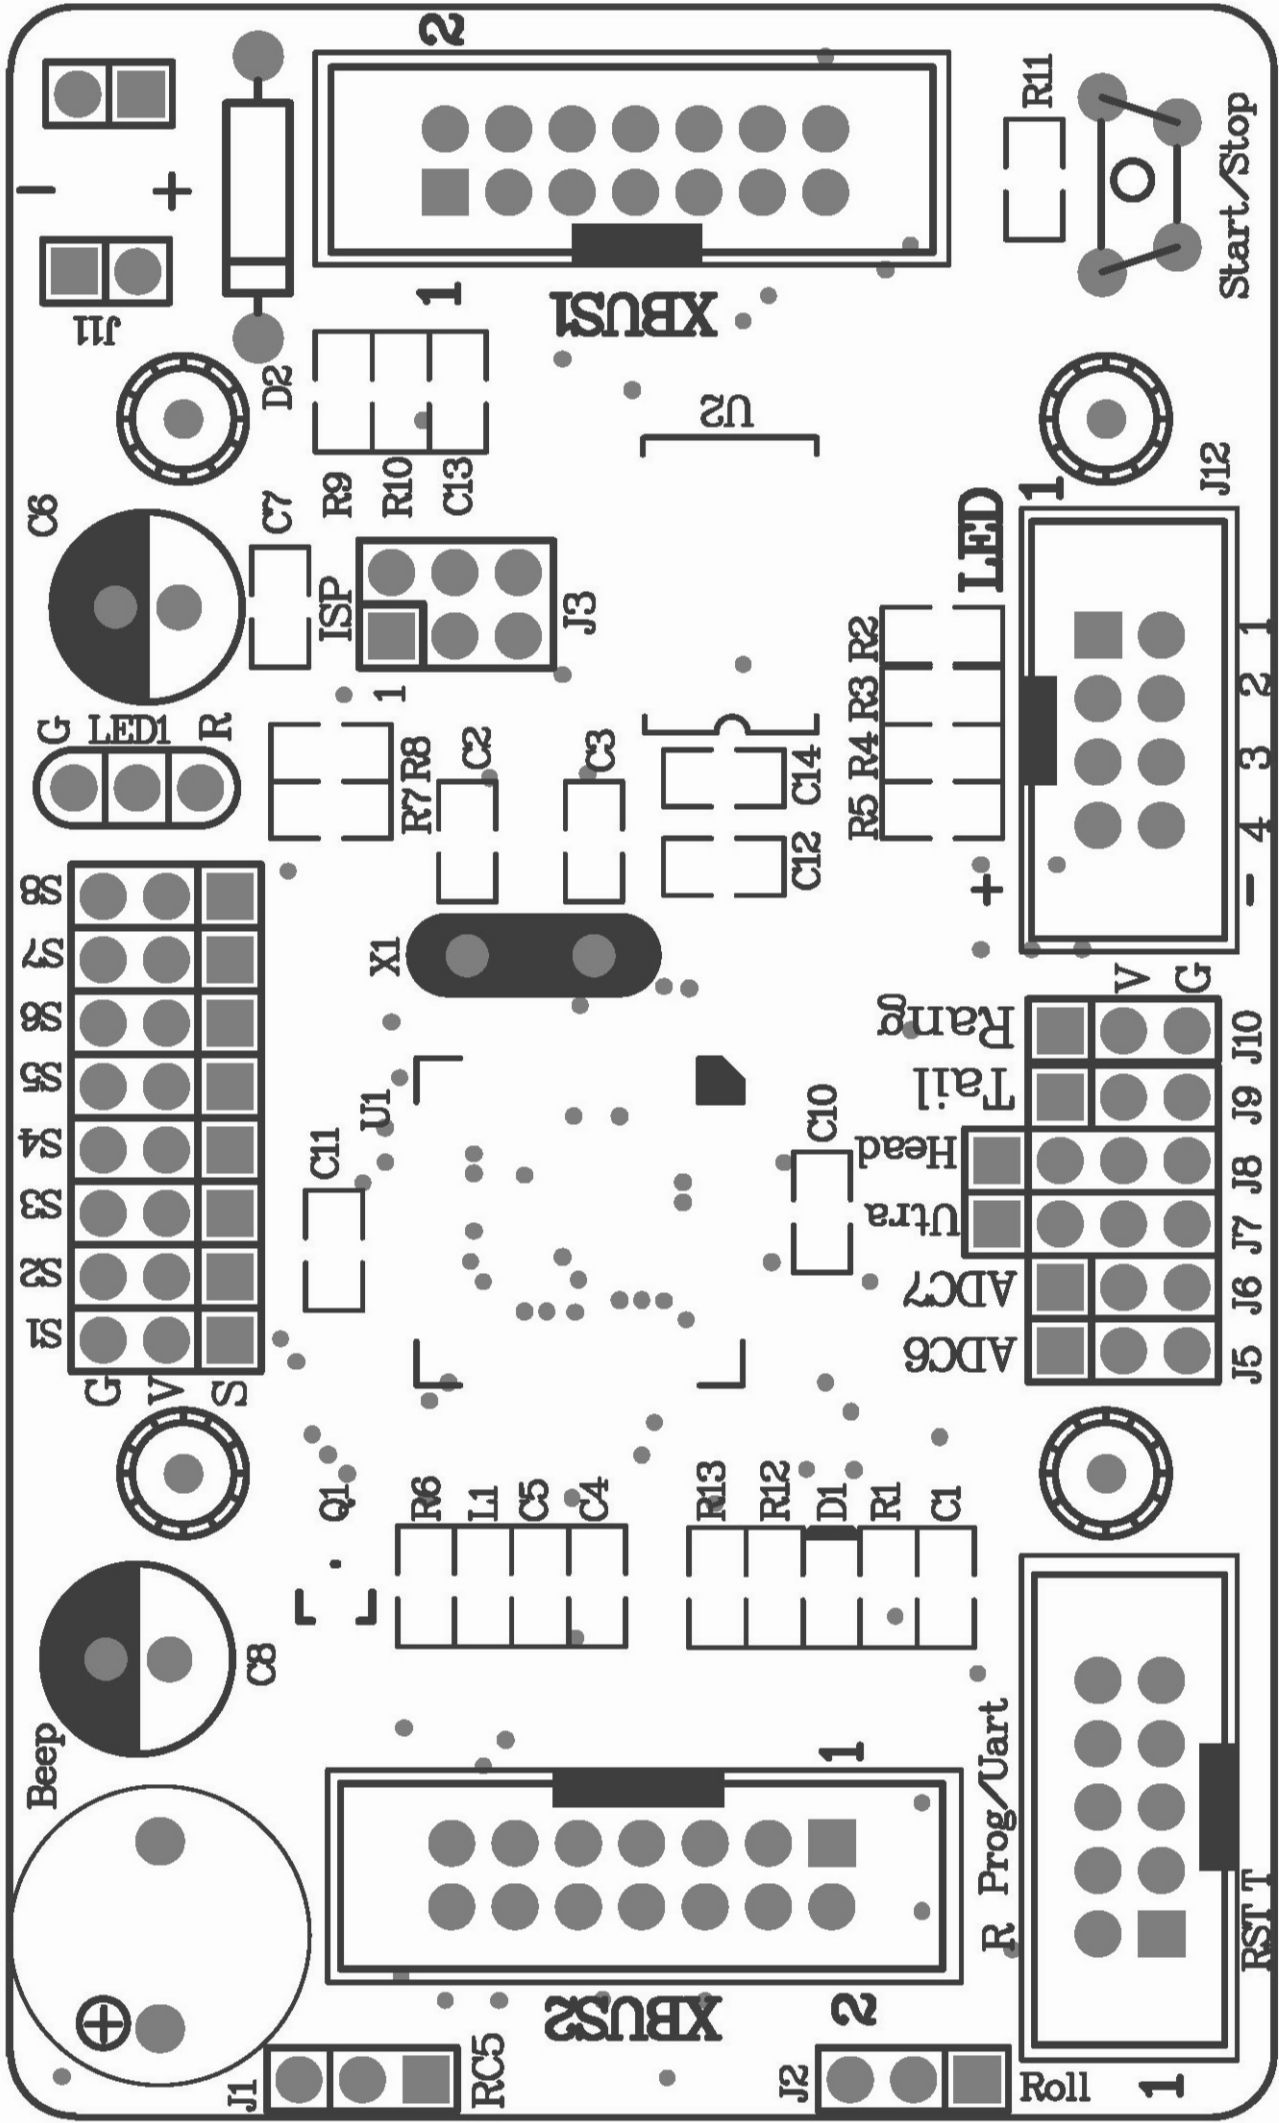 2
R11
Start/Stop
-
+
J11
1
XBUS1
D2
U2
C6
C7
R9
R10
C13
J12
1
LED
ISP
J3
1
R2
R3
R4
R5
1
2
3
4
G
LED1
R
R7
R8
C2
C3
C14
C12
+
-
S8
S7
S6
S5
S4
S3
S2
S1
G
V
S
X1
U1
C11
C10
Rang
Tail
Head
Utra
ADC7
ADC6
V
G
J10
J9
J8
J7
J6
J5
Q1
R6
L1
C5
C4
R13
R12
D1
R1
C1
C8
Beep
1
R Prog/Uart
RST T
XBUS2
2
+
J1
RC5
J2
Roll
1